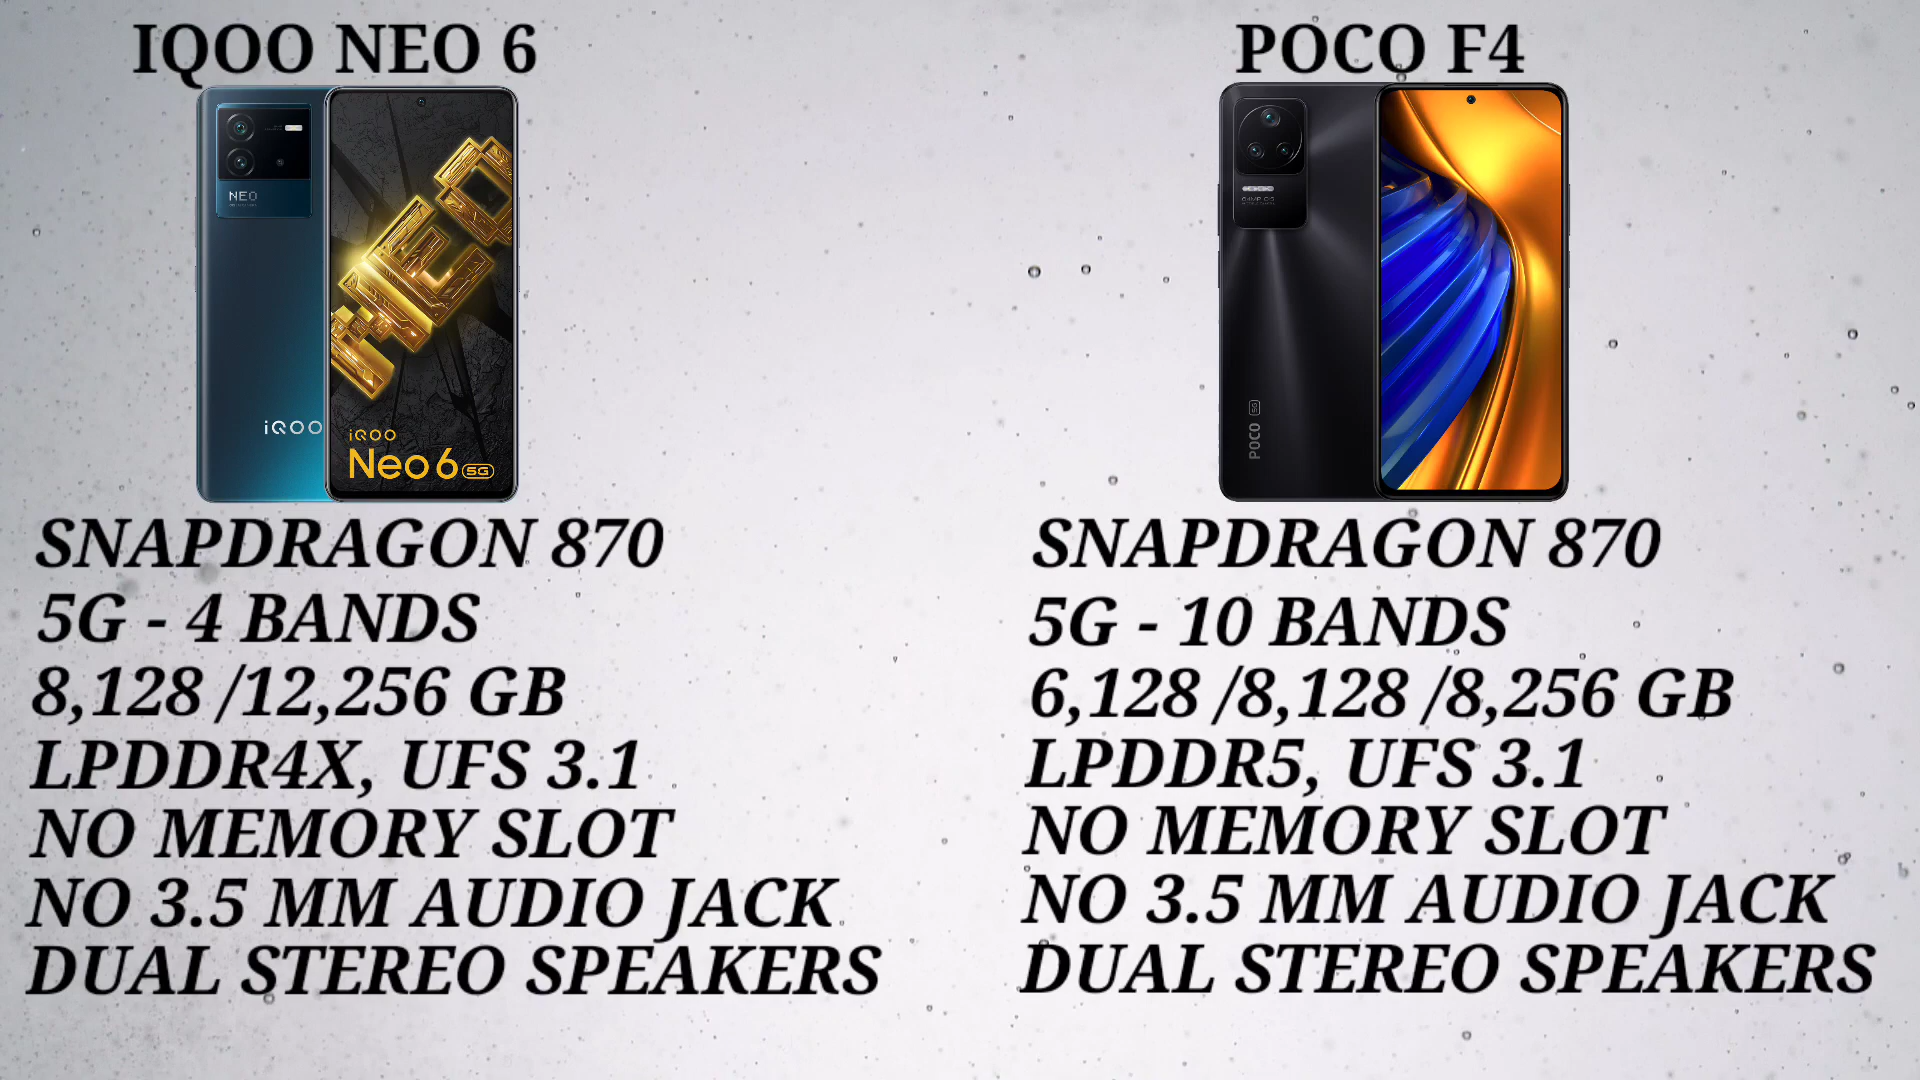 IQOO NEO 6
NEO
iQOO
NEO
iQOO
Neo 6 5G
SNAPDRAGON 870
5G - 4 BANDS
8,128 /12,256 GB
LPDDR4X, UFS 3.1
NO MEMORY SLOT
NO 3.5 MM AUDIO JACK
DUAL STEREO SPEAKERS
POCO F4
64MP OIS
POCO 5G
SNAPDRAGON 870
5G - 10 BANDS
6,128 /8,128 /8,256 GB
LPDDR5, UFS 3.1
NO MEMORY SLOT
NO 3.5 MM AUDIO JACK
DUAL STEREO SPEAKERS